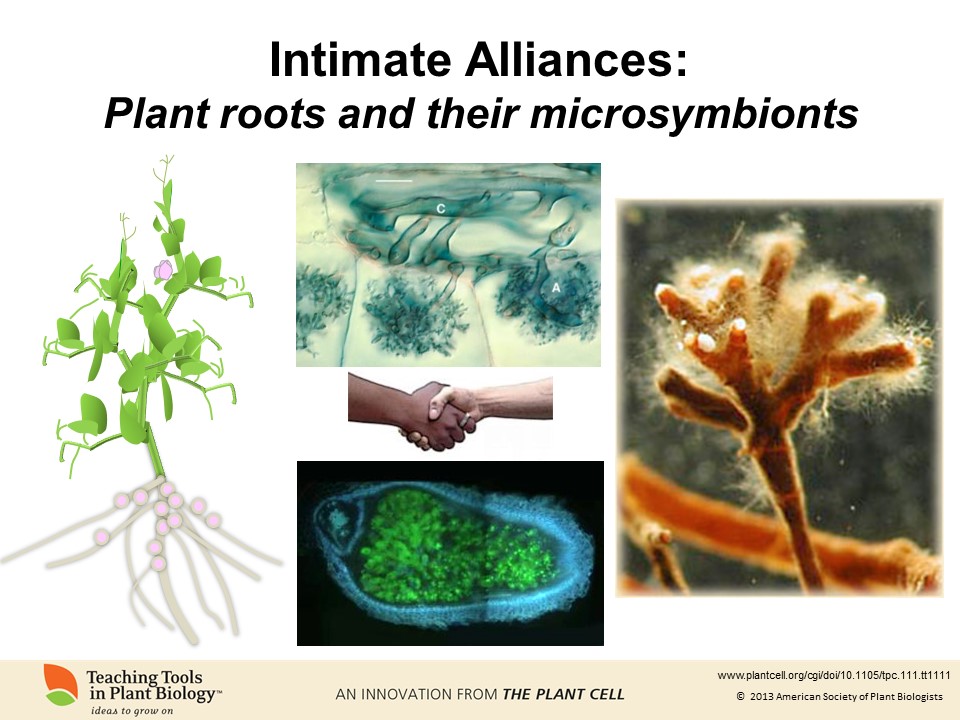 Intimate Alliances:
Plant roots and their microsymbionts
C
A
Teaching Tools
in Plant Biology™
ideas to grow on
AN INNOVATION FROM THE PLANT CELL
www.plantcell.org/cgi/doi/10.1105/tpc.111.tt1111
© 2013 American Society of Plant Biologists